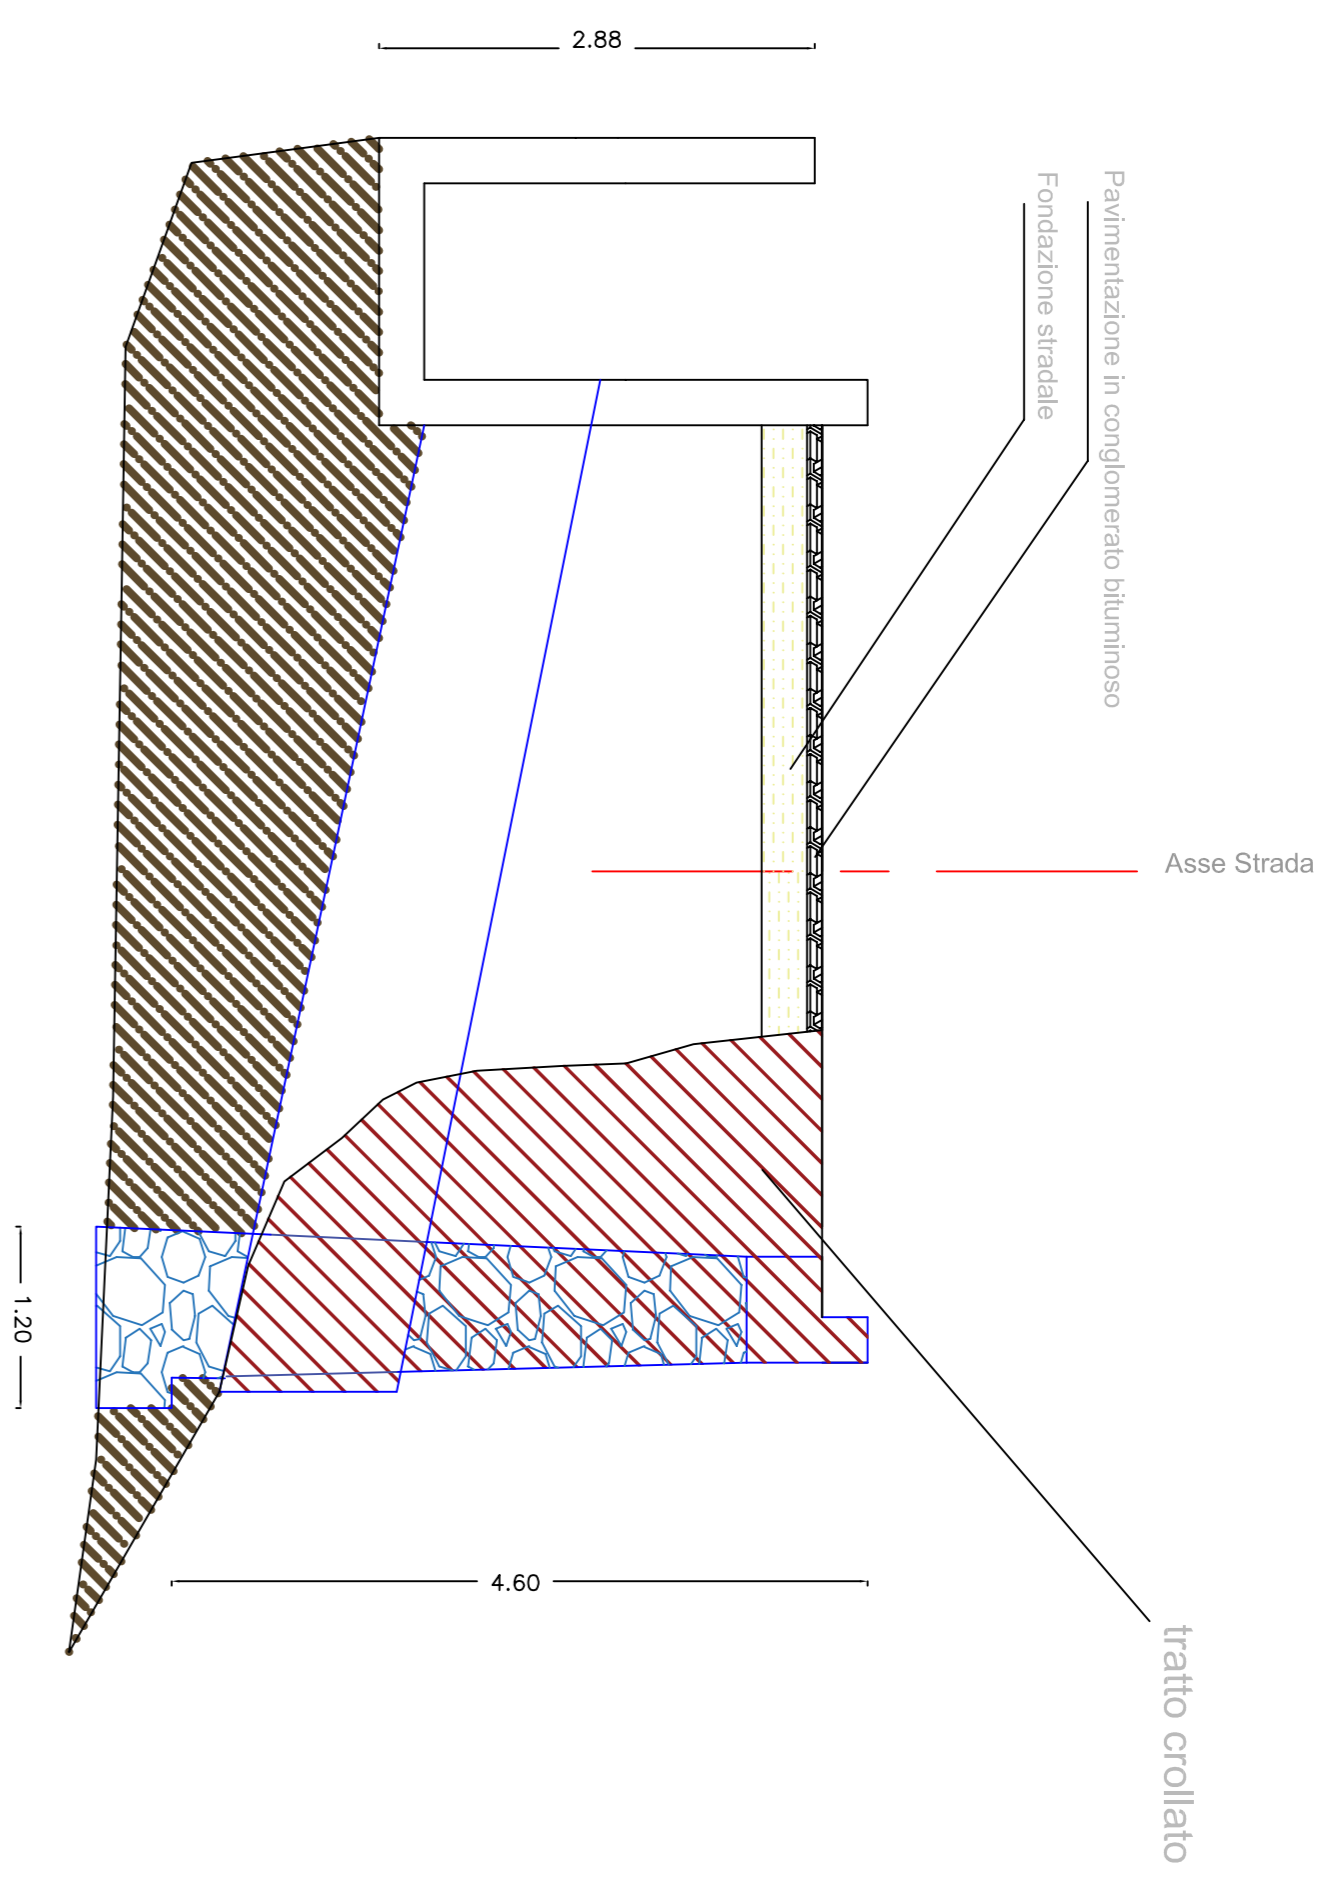 2.88
Pavimentazione in conglomerato bituminoso
Fondazione stradale
Asse Strada
1.20
4.60
tratto crollato